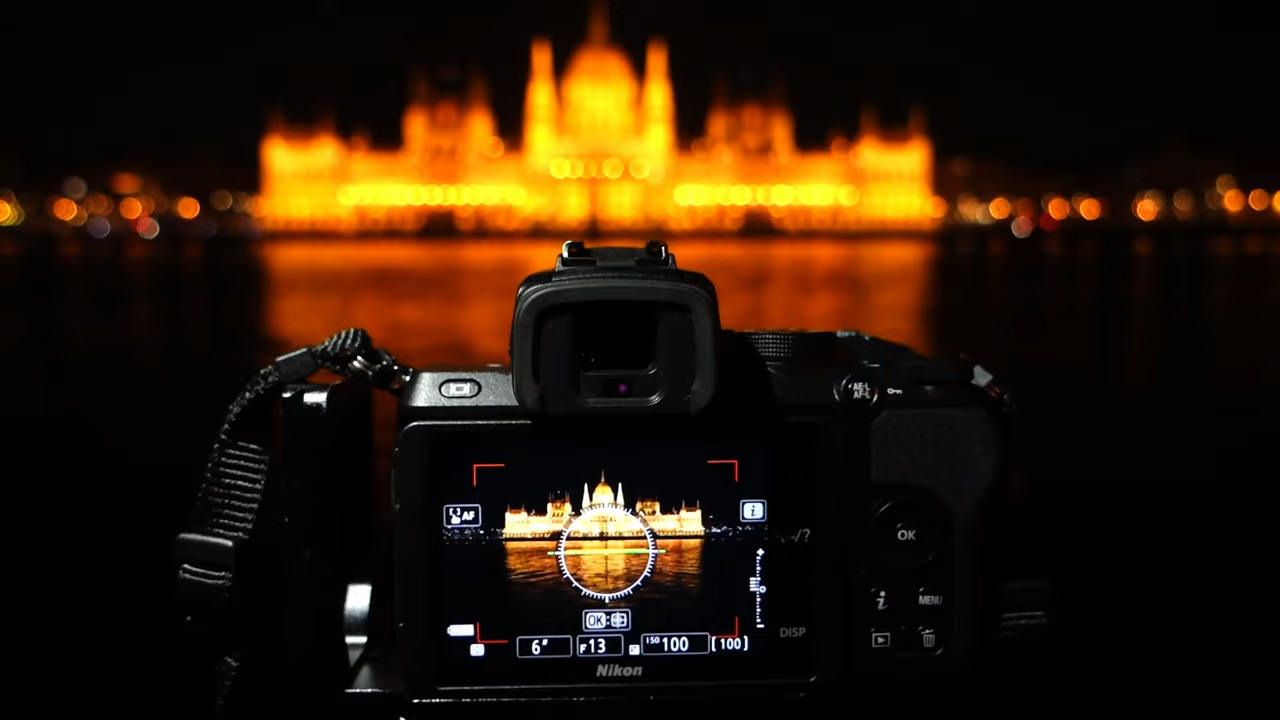 AE-L
AF-L
AF
i
/?
OK
OK:
i
MENU
DISP
6"
F13
ISO 100
[100]
Nikon